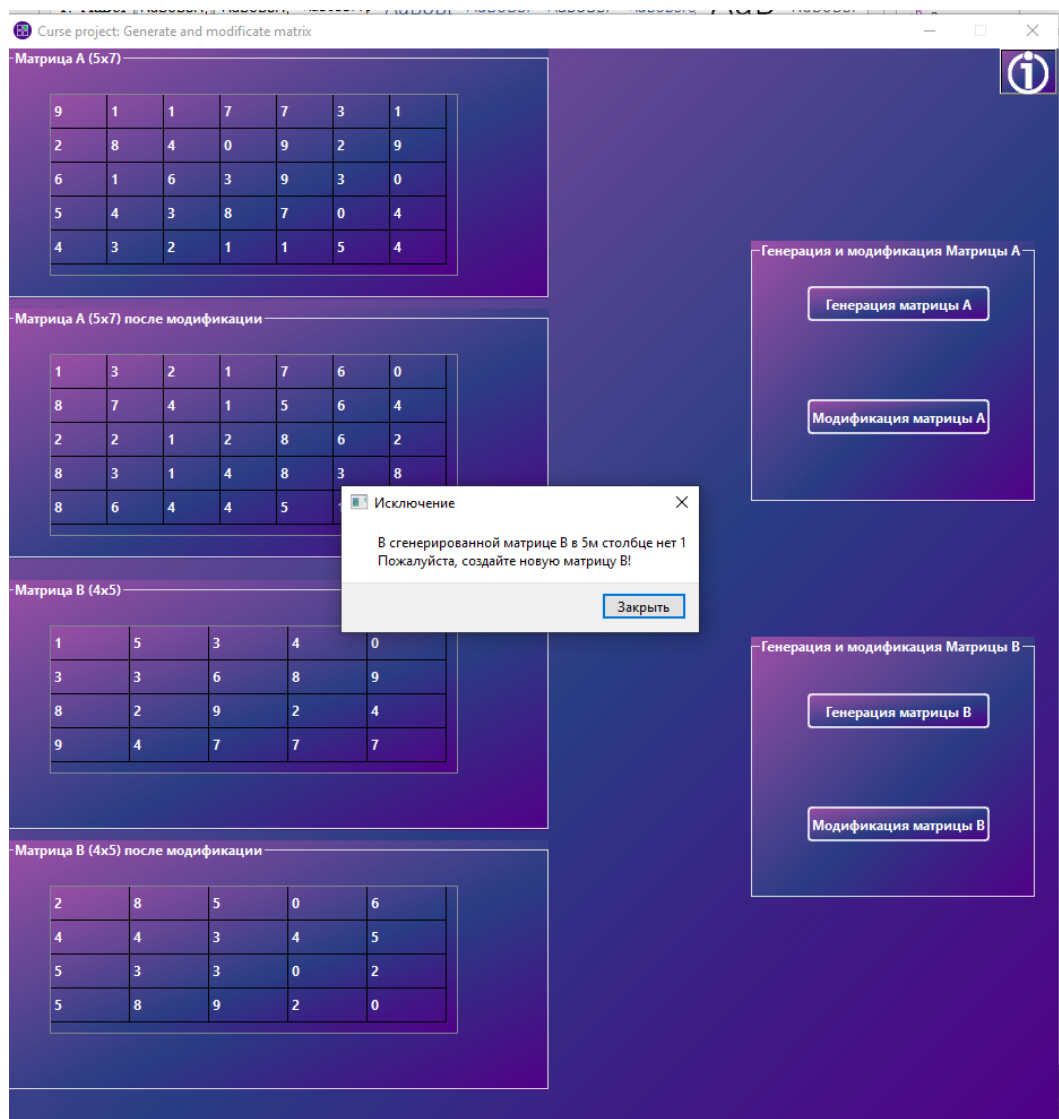 Curse project: Generate and modificate matrix
Матрица А (5x7)
9 1 1 7 7 3 1
2 8 4 0 9 2 9
6 1 6 3 9 3 0
5 4 3 8 7 0 4
4 3 2 1 1 5 4
Матрица А (5x7) после модификации
1 3 2 1 7 6 0
8 7 4 1 5 6 4
2 2 1 2 8 6 2
8 3 1 4 8 3 8
8 6 4 4 5
Матрица В (4x5)
1 5 3 4 0
3 3 6 8 9
8 2 9 2 4
9 4 7 7 7
Матрица В (4x5) после модификации
2 8 5 0 6
4 4 3 4 5
5 3 3 0 2
5 8 9 2 0
Исключение
В сгенерированной матрице В в 5м столбце нет 1
Пожалуйста, создайте новую матрицу В!
Закрыть
Генерация и модификация Матрицы А
Генерация матрицы А
Модификация матрицы А
Генерация и модификация Матрицы В
Генерация матрицы В
Модификация матрицы В